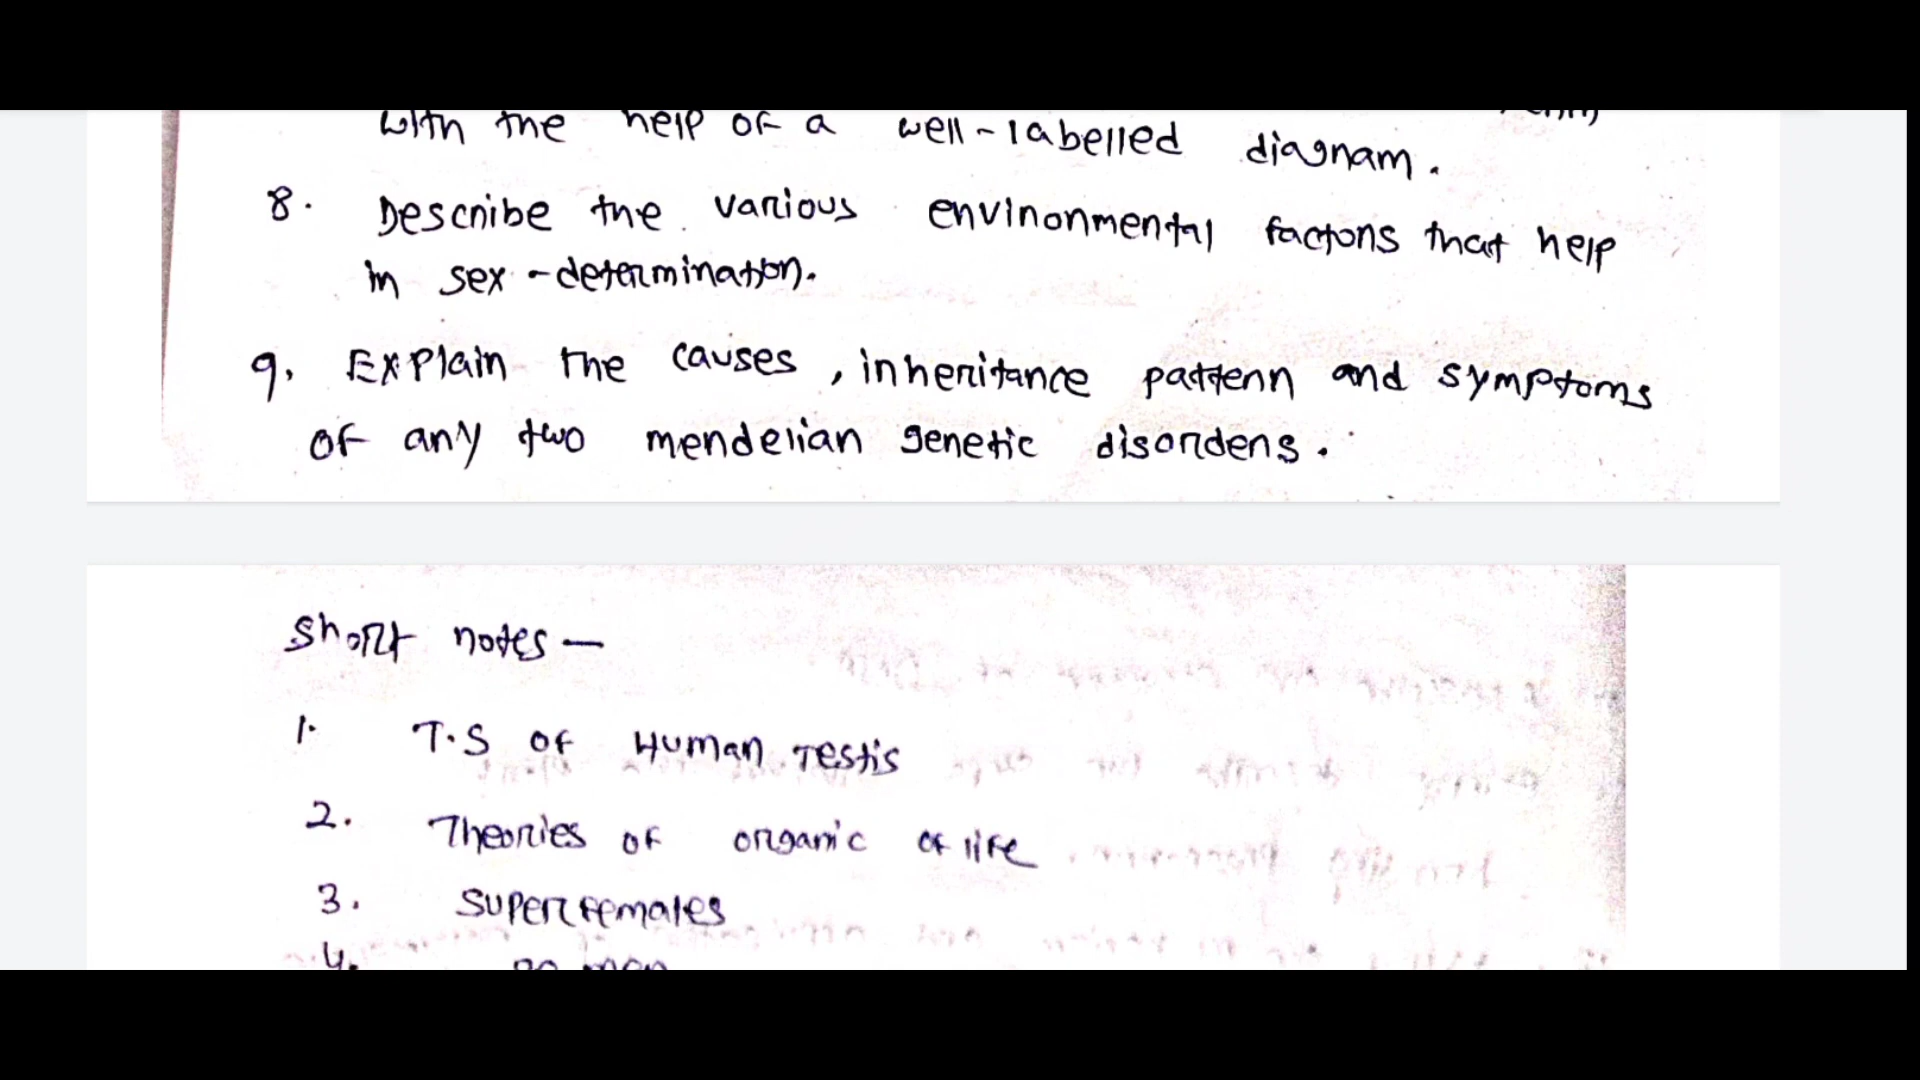 with the help of a well-labelled diagram.
8. Describe the various environmental factors that help
in sex-determination.
9. Explain the causes, inheritance pattern and symptoms
of any two mendelian genetic disorders.
Short notes —
1. T.S of Human Testis
2. Theories of organic of life
3. Superfemales
4.